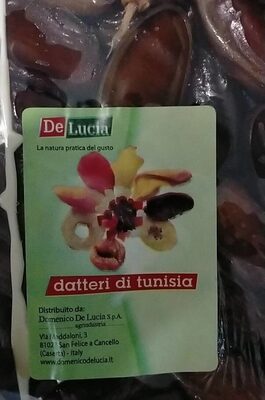 De Lucia
La natura pratica del gusto
datteri di tunisia
Distribuito da:
Domenico De Lucia S.p.A.
agroindustria
Via Maddaloni, 3
San Felice a Cancello
(Caserta) - Italy
www.domenicodelucia.it